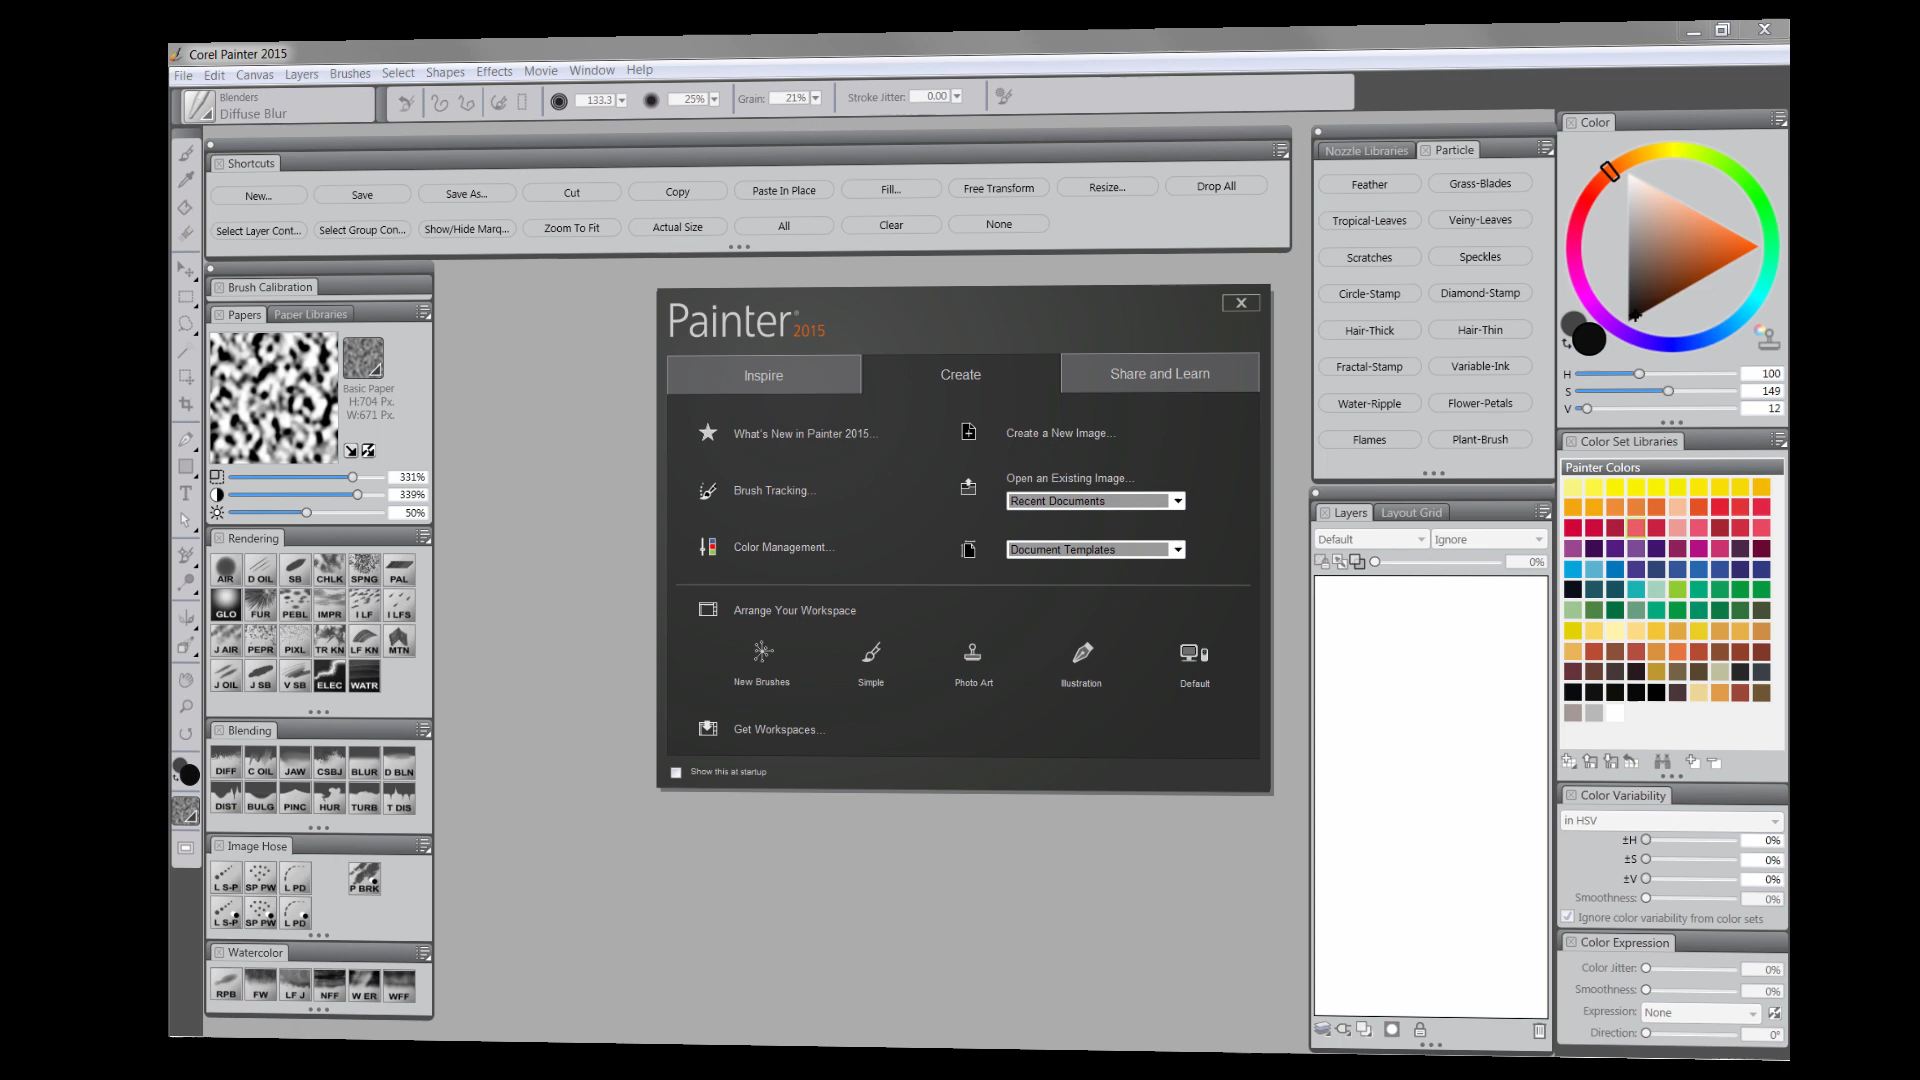 Corel Painter 2015
File Edit Canvas Layers Brushes Select Shapes Effects Movie Window Help
Blenders
Diffuse Blur
133.3 25% Grain: 21% Stroke Jitter: 0.00
Shortcuts
New... Save Save As... Cut Copy Paste In Place Fill... Free Transform Resize... Drop All
Select Layer Cont... Select Group Con... Show/Hide Marq... Zoom To Fit Actual Size All Clear None
Brush Calibration
Papers Paper Libraries
Basic Paper
H:704 Px.
W:671 Px.
331%
339%
50%
Rendering
AIR D OIL SB CHLK SPNG PAL
GLO FUR PEBL IMPR I LF I LFS
J AIR PEPR PIXL TR KN LF KN MTN
J OIL J SB V SB ELEC WATR
Blending
DIFF C OIL JAW CSBJ BLUR D BLN
DIST BULG PINC HUR TURB T DIS
Image Hose
L S-P SP PW L PD P BRK
L S-P SP PW L PD
Watercolor
RPB FW LF J NFF W ER WFF
Painter 2015
Inspire Create Share and Learn
What's New in Painter 2015...
Create a New Image...
Brush Tracking...
Open an Existing Image...
Recent Documents
Color Management...
Document Templates
Arrange Your Workspace
New Brushes Simple Photo Art Illustration Default
Get Workspaces...
Show this at startup
Nozzle Libraries Particle
Feather Grass-Blades
Tropical-Leaves Veiny-Leaves
Scratches Speckles
Circle-Stamp Diamond-Stamp
Hair-Thick Hair-Thin
Fractal-Stamp Variable-Ink
Water-Ripple Flower-Petals
Flames Plant-Brush
Layers Layout Grid
Default Ignore
0%
Color
H 100
S 149
V 12
Color Set Libraries
Painter Colors
Color Variability
in HSV
±H 0%
±S 0%
±V 0%
Smoothness: 0%
Ignore color variability from color sets
Color Expression
Color Jitter: 0%
Smoothness: 0%
Expression: None
Direction: 0°